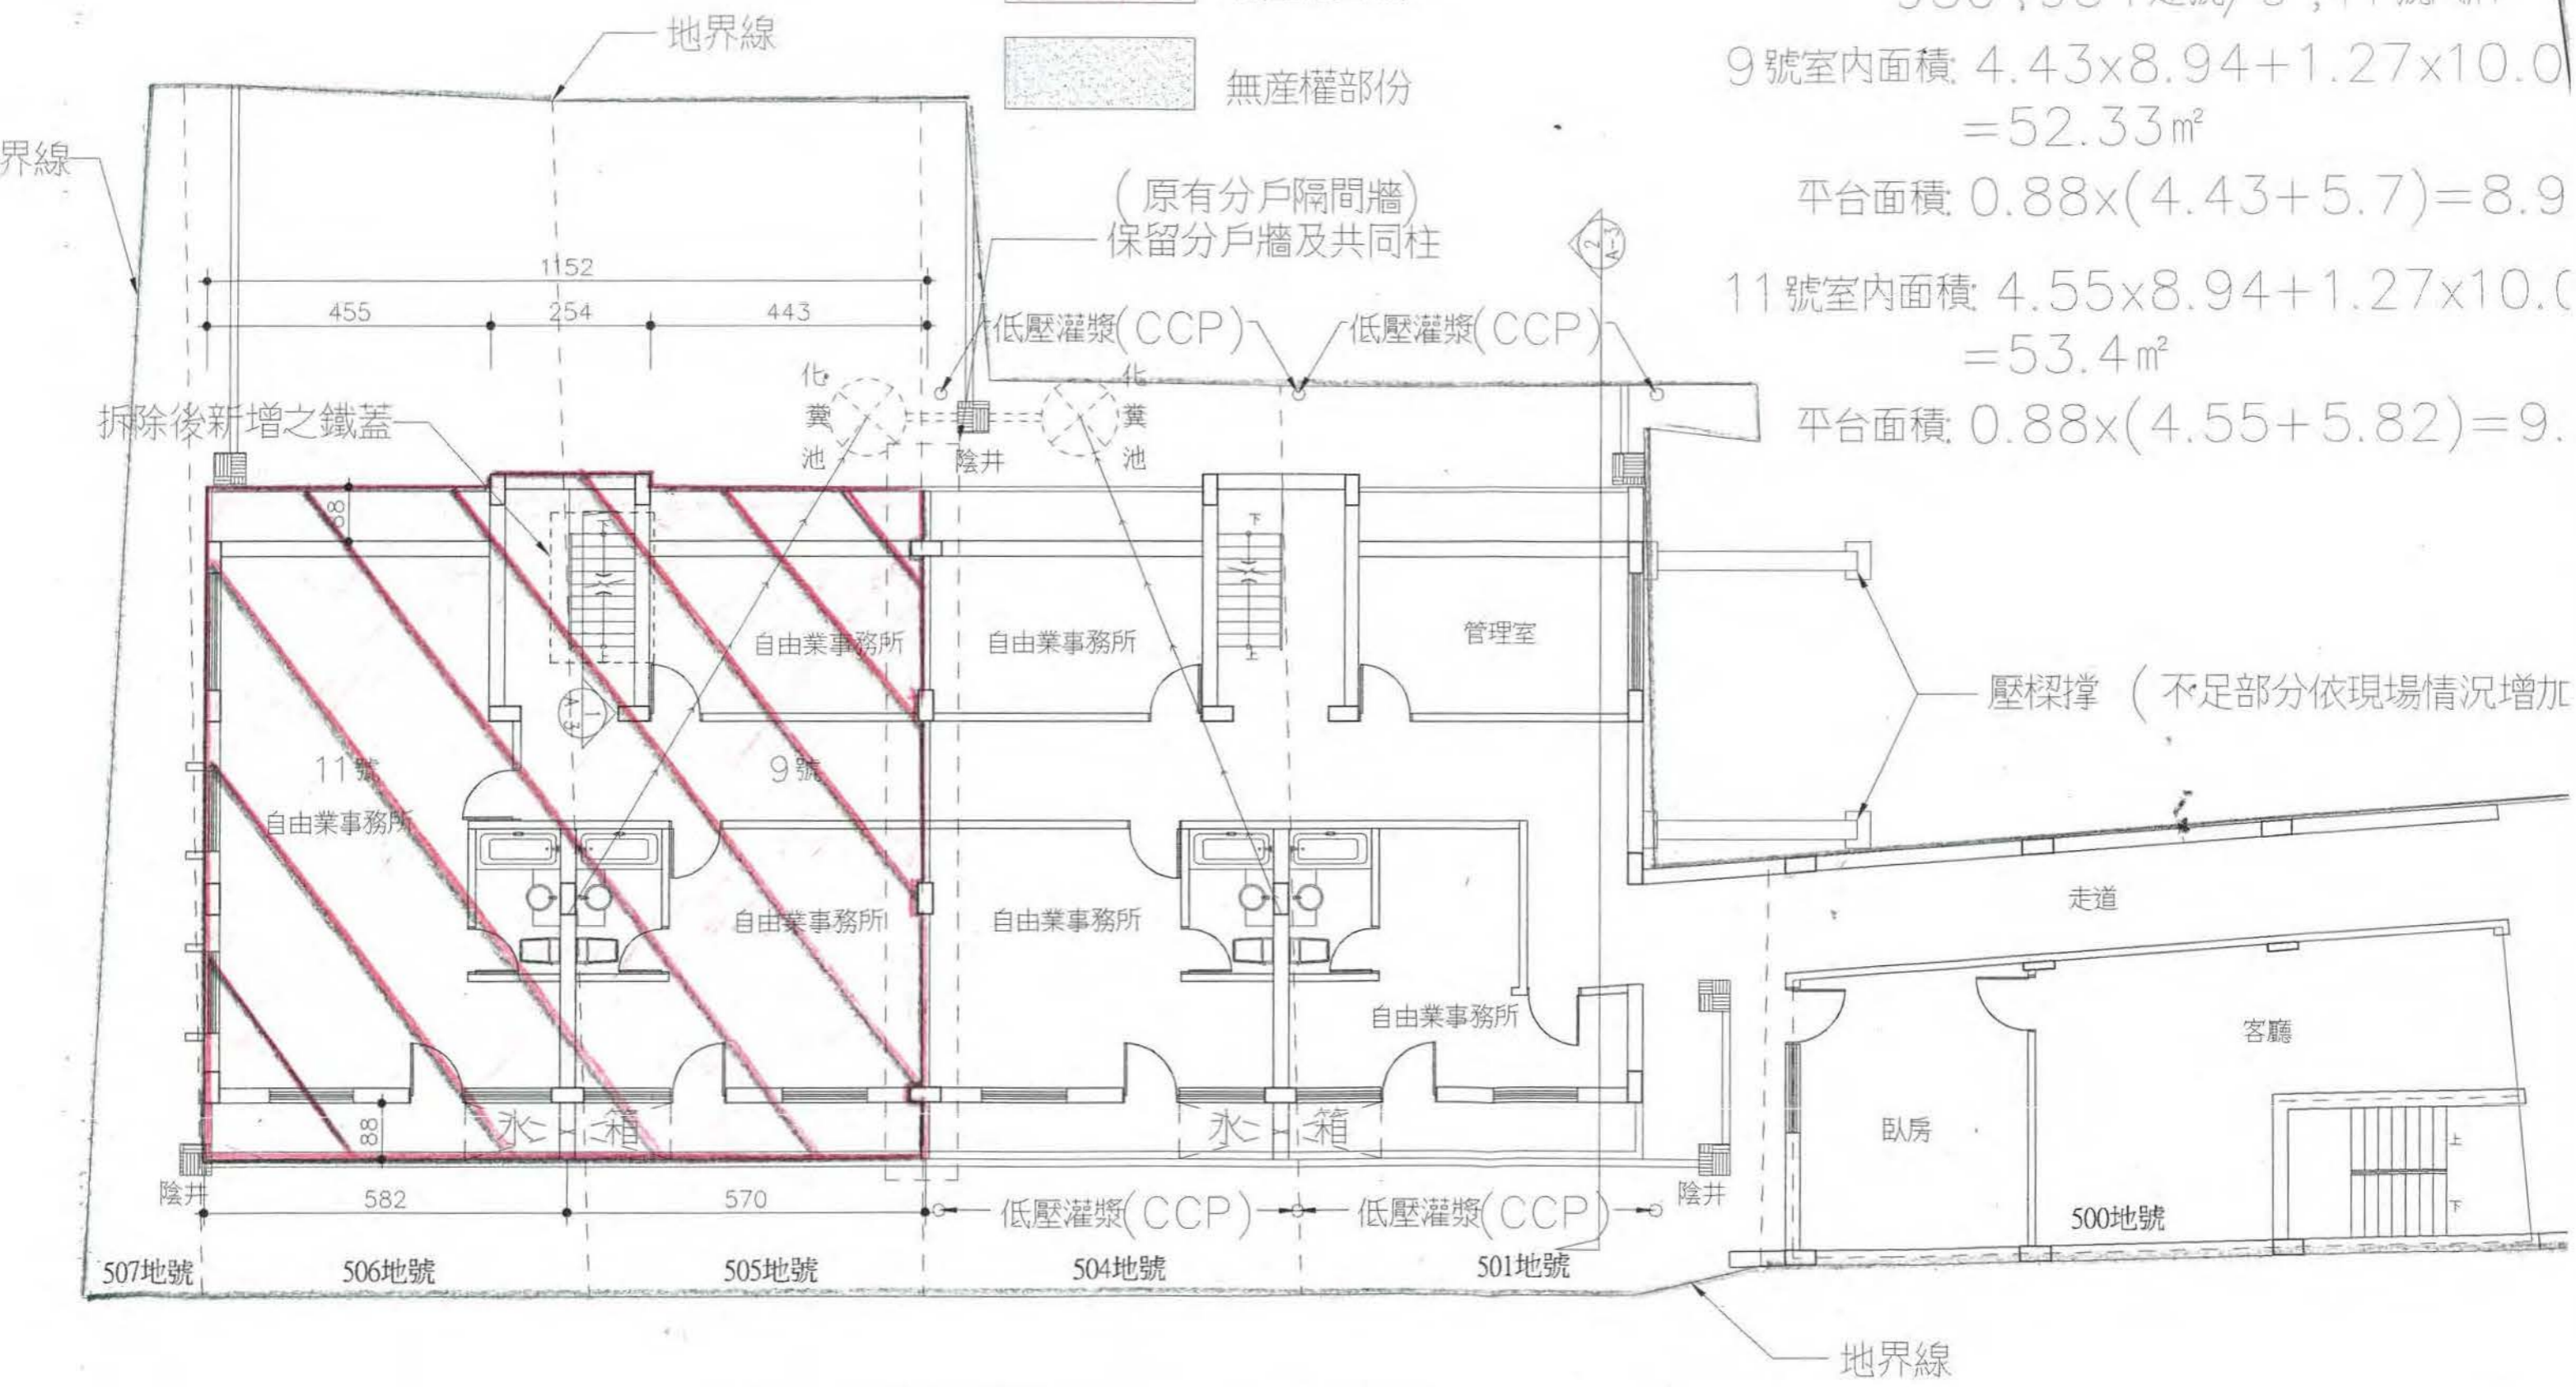 地界線
無産權部份
9號室內面積: 4.43x8.94+1.27x10.0
=52.33㎡
界線
平台面積: 0.88x(4.43+5.7)=8.9
(原有分戶隔間牆)
保留分戶牆及共同柱
2
A-3
1152
11號室內面積: 4.55x8.94+1.27x10.0
455
254
443
低壓灌漿(CCP)
低壓灌漿(CCP)
=53.4㎡
化糞池
化糞池
拆除後新增之鐵蓋
平台面積: 0.88x(4.55+5.82)=9.
陰井
88
下
下
自由業事務所
自由業事務所
管理室
上
上
壓樑撐 (不足部分依現場情況增加
1
A-3
11號
9號
自由業事務所
自由業事務所
自由業事務所
走道
自由業事務所
客廳
88
水箱
水箱
臥房
上
下
陰井
582
570
低壓灌漿(CCP)
低壓灌漿(CCP)
陰井
500地號
507地號
506地號
505地號
504地號
501地號
地界線